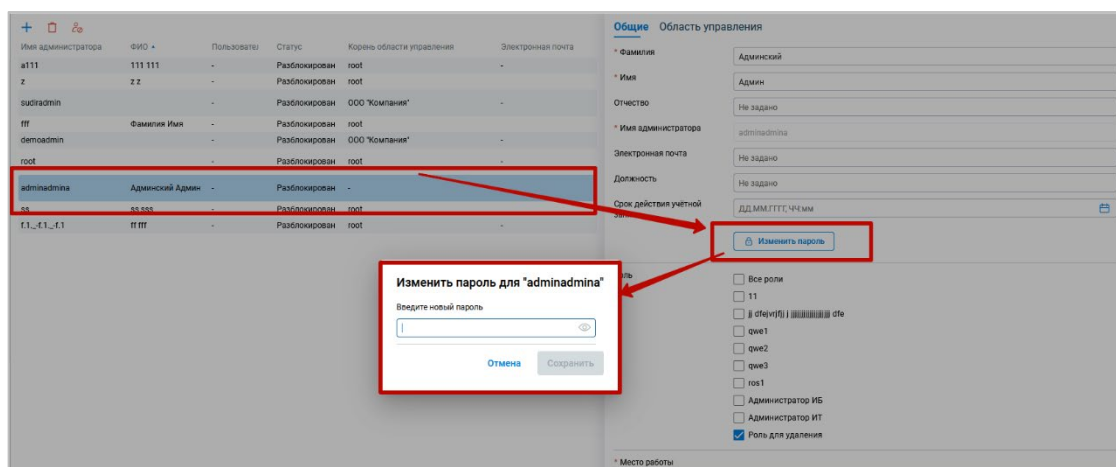 Имя администратора ФИО Пользовател Статус Корень области управления Электронная почта
a111 111 111 - Разблокирован root -
z z z - Разблокирован root
sudiradmin - Разблокирован ООО "Компания" -
fff Фамилия Имя - Разблокирован root
demoadmin - Разблокирован ООО "Компания" -
root - Разблокирован root -
adminadmina Админский Админ - Разблокирован -
ss ss sss - Разблокирован root
f.1._-f.1._-f.1 ff fff - Разблокирован root -
Общие Область управления
* Фамилия Админский
* Имя Админ
Отчество Не задано
* Имя администратора adminadmina
Электронная почта Не задано
Должность Не задано
Срок действия учётной ДД.ММ.ГГГГ, ЧЧ:мм
Изменить пароль
Все роли
11
qwe1
qwe2
qwe3
ros1
Администратор ИБ
Администратор ИТ
Роль для удаления
* Место работы
Изменить пароль для "adminadmina"
Введите новый пароль
Отмена Сохранить